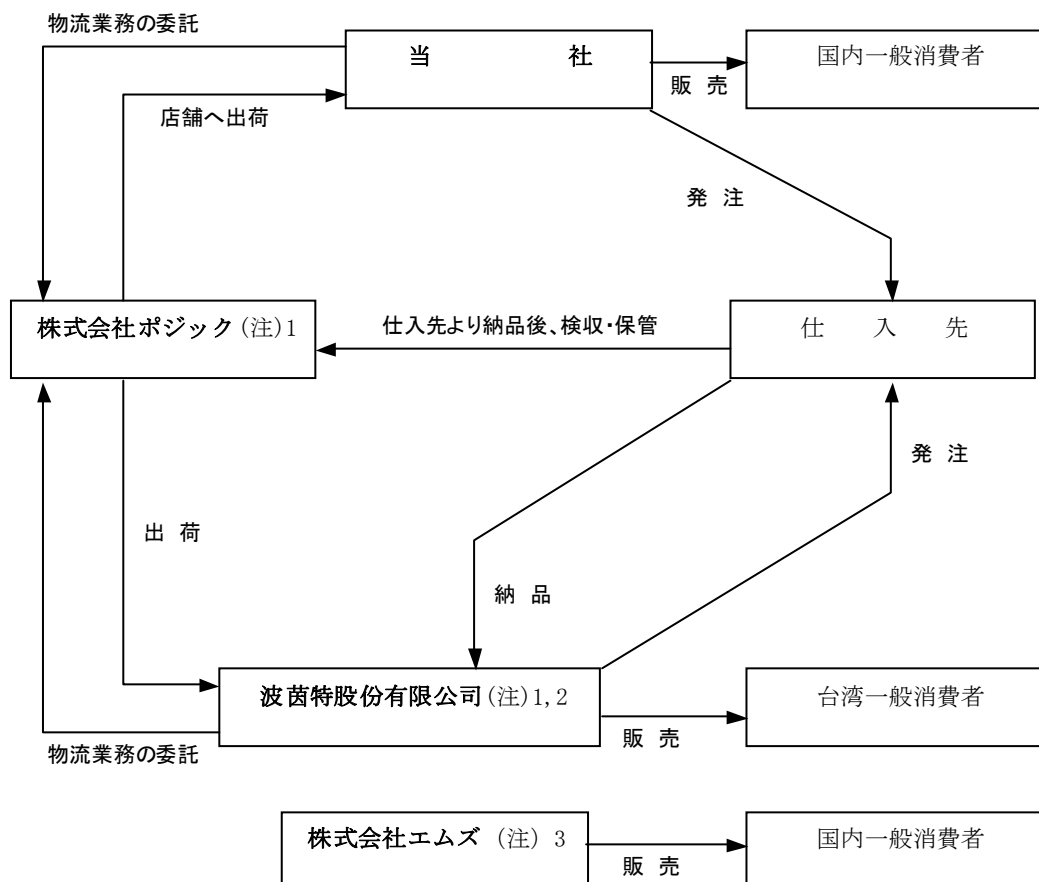 物流業務の委託
当 社
国内一般消費者
販 売
店舗へ出荷
発 注
株式会社ポジック(注)1
仕入先より納品後、検収・保管
仕 入 先
発 注
出 荷
納 品
波茵特股份有限公司(注)1,2
台湾一般消費者
販 売
物流業務の委託
株式会社エムズ (注) 3
国内一般消費者
販 売